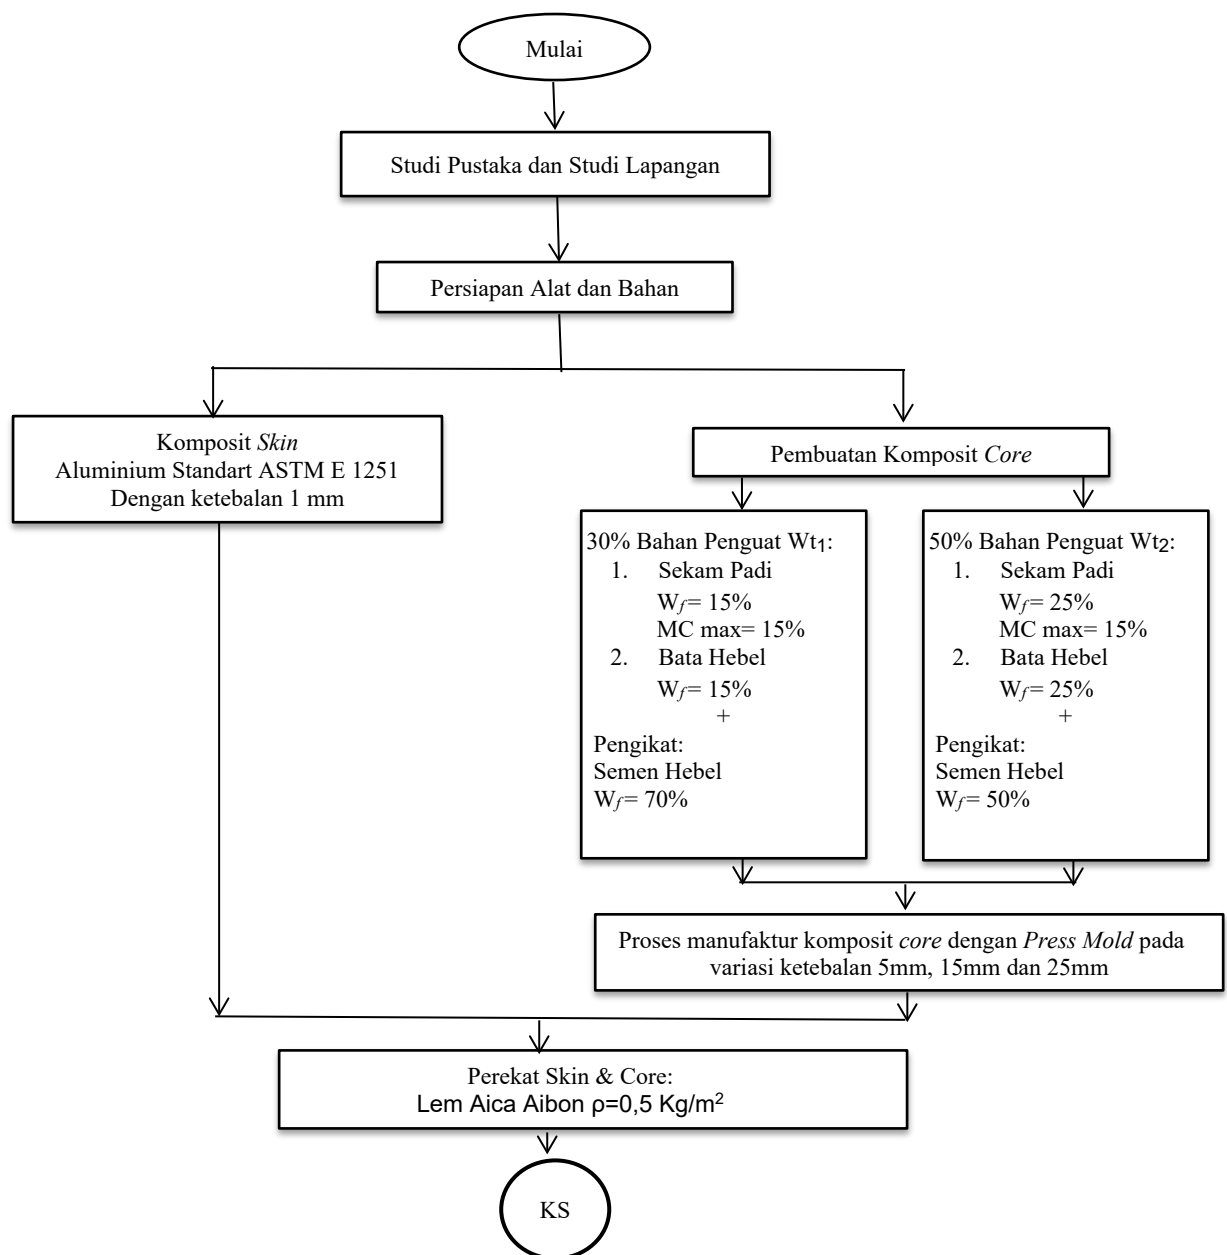 Mulai
Studi Pustaka dan Studi Lapangan
Persiapan Alat dan Bahan
Komposit Skin
Aluminium Standart ASTM E 1251
Dengan ketebalan 1 mm
Pembuatan Komposit Core
30% Bahan Penguat Wt₁:
1. Sekam Padi
W𝑓= 15%
MC max= 15%
2. Bata Hebel
W𝑓= 15%
+
Pengikat:
Semen Hebel
W𝑓= 70%
50% Bahan Penguat Wt₂:
1. Sekam Padi
W𝑓= 25%
MC max= 15%
2. Bata Hebel
W𝑓= 25%
+
Pengikat:
Semen Hebel
W𝑓= 50%
Proses manufaktur komposit core dengan Press Mold pada
variasi ketebalan 5mm, 15mm dan 25mm
Perekat Skin & Core:
Lem Aica Aibon ρ=0,5 Kg/m²
KS